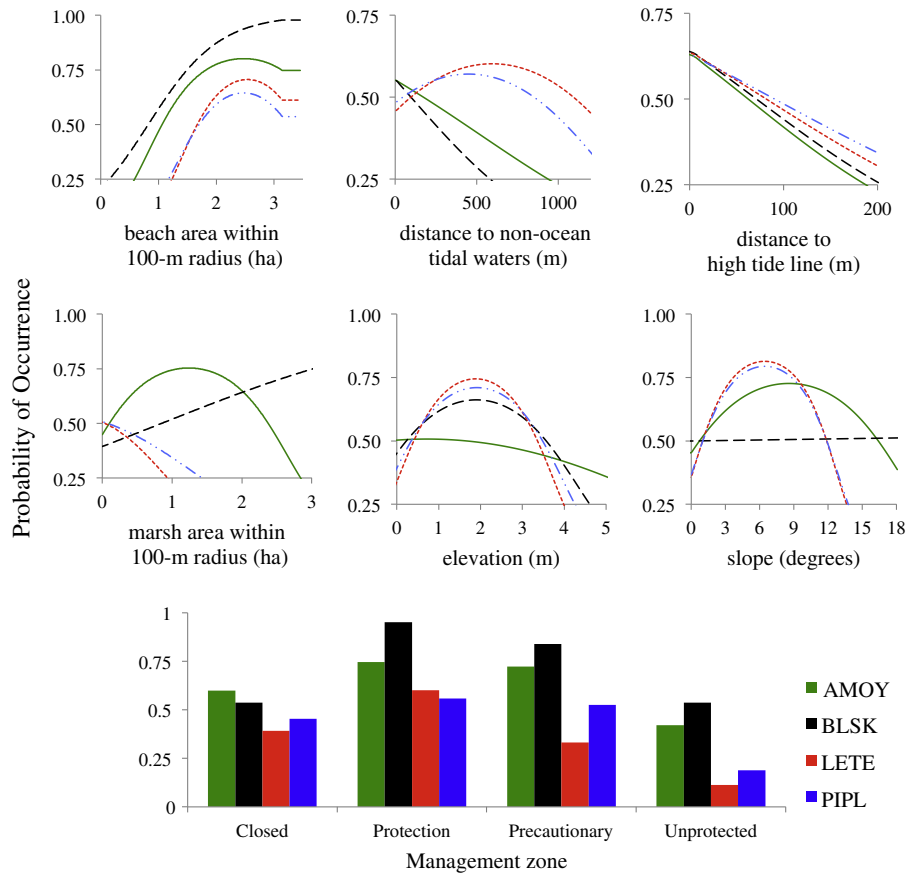 1.00
0.75
0.50
0.25
0 1 2 3
beach area within
100-m radius (ha)
0.75
0.50
0.25
0 500 1000
distance to non-ocean
tidal waters (m)
0.75
0.50
0.25
0 100 200
distance to
high tide line (m)
Probability of Occurrence
1.00
0.75
0.50
0.25
0 1 2 3
marsh area within
100-m radius (ha)
1.00
0.75
0.50
0.25
0 1 2 3 4 5
elevation (m)
1.00
0.75
0.50
0.25
0 3 6 9 12 15 18
slope (degrees)
1
0.75
0.5
0.25
0
Closed Protection Precautionary Unprotected
Management zone
AMOY
BLSK
LETE
PIPL